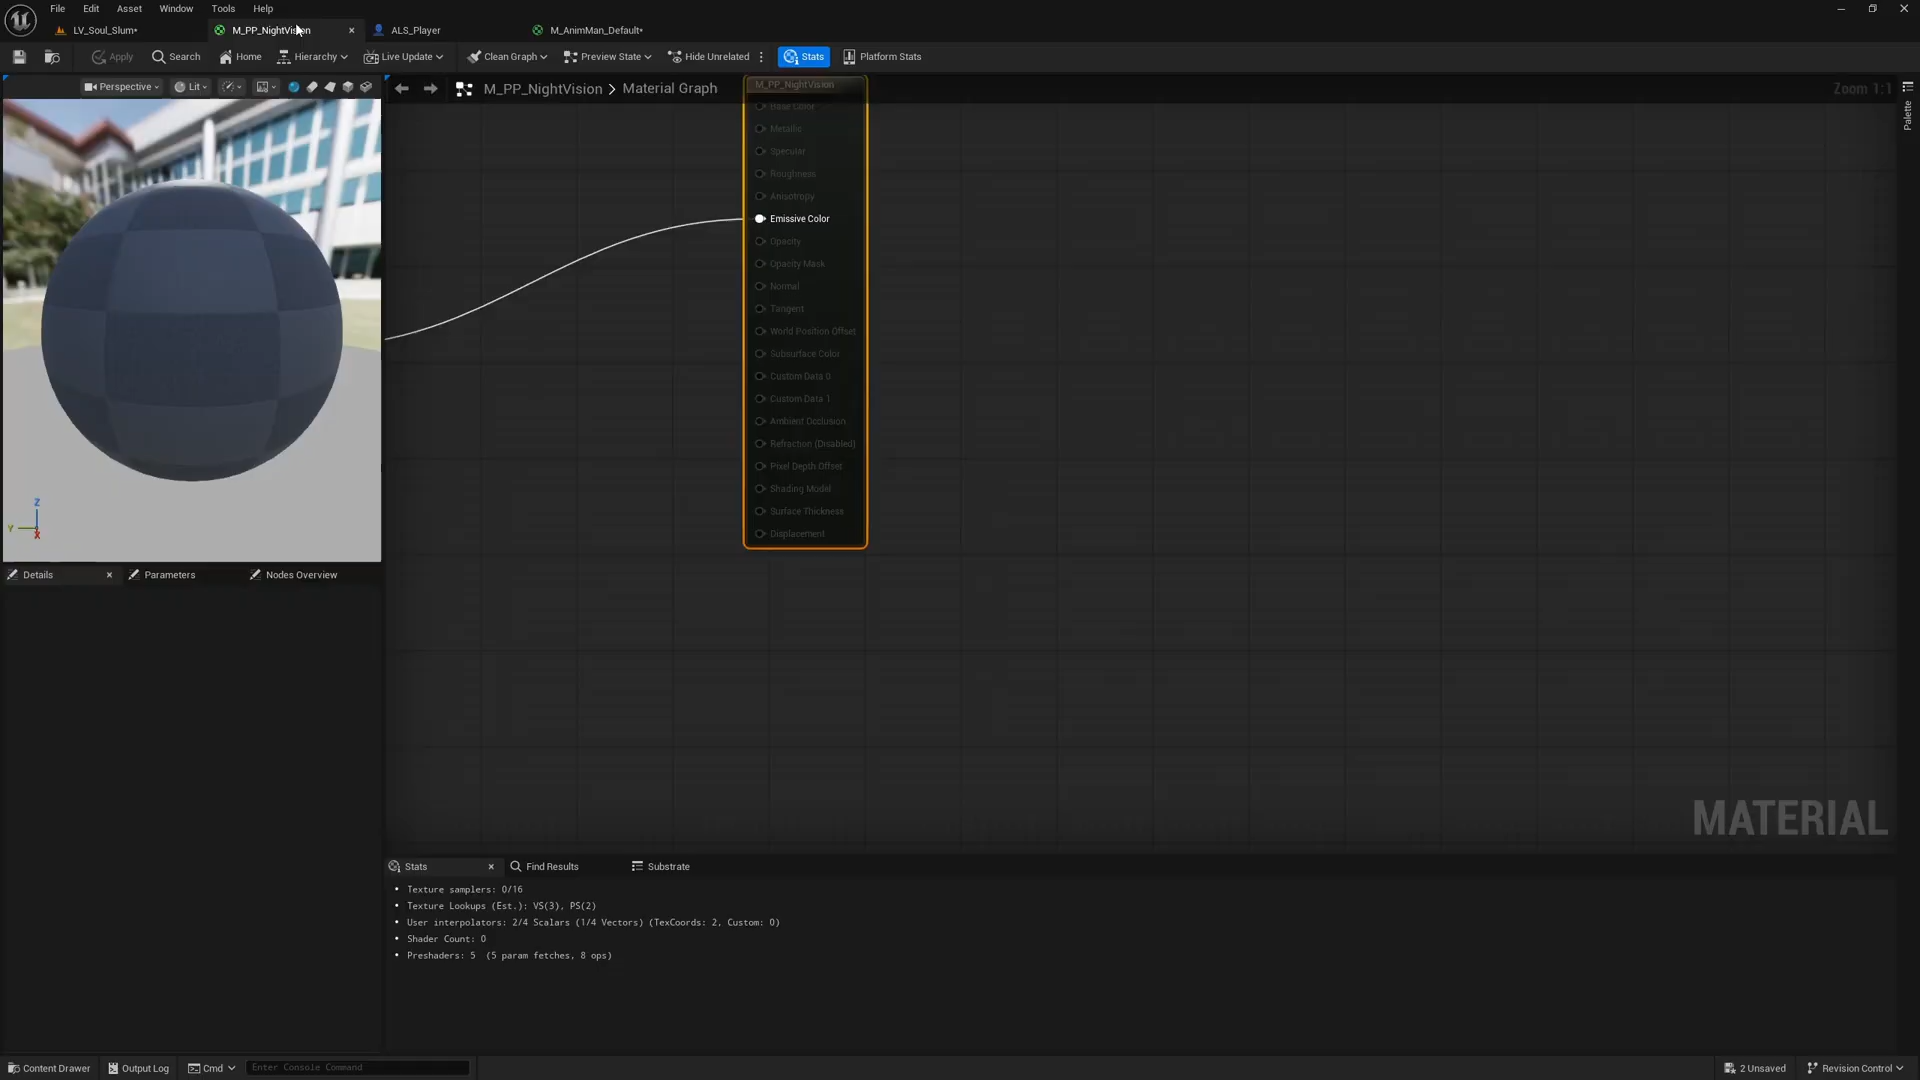 File Edit Asset Window Tools Help
LV_Soul_Slum* M_PP_NightVision ALS_Player M_AnimMan_Default*
Apply Search Home Hierarchy Live Update Clean Graph Preview State Hide Unrelated Stats Platform Stats
Perspective Lit M_PP_NightVision > Material Graph Zoom 1:1
Palette
M_PP_NightVision
Base Color
Metallic
Specular
Roughness
Anisotropy
Emissive Color
Opacity
Opacity Mask
Normal
Tangent
World Position Offset
Subsurface Color
Custom Data 0
Custom Data 1
Ambient Occlusion
Refraction (Disabled)
Pixel Depth Offset
Shading Model
Surface Thickness
Displacement
Z
Y
X
Details Parameters Nodes Overview
MATERIAL
Stats Find Results Substrate
• Texture samplers: 0/16
• Texture Lookups (Est.): VS(3), PS(2)
• User interpolators: 2/4 Scalars (1/4 Vectors) (TexCoords: 2, Custom: 0)
• Shader Count: 0
• Preshaders: 5 (5 param fetches, 8 ops)
Content Drawer Output Log Cmd Enter Console Command 2 Unsaved Revision Control